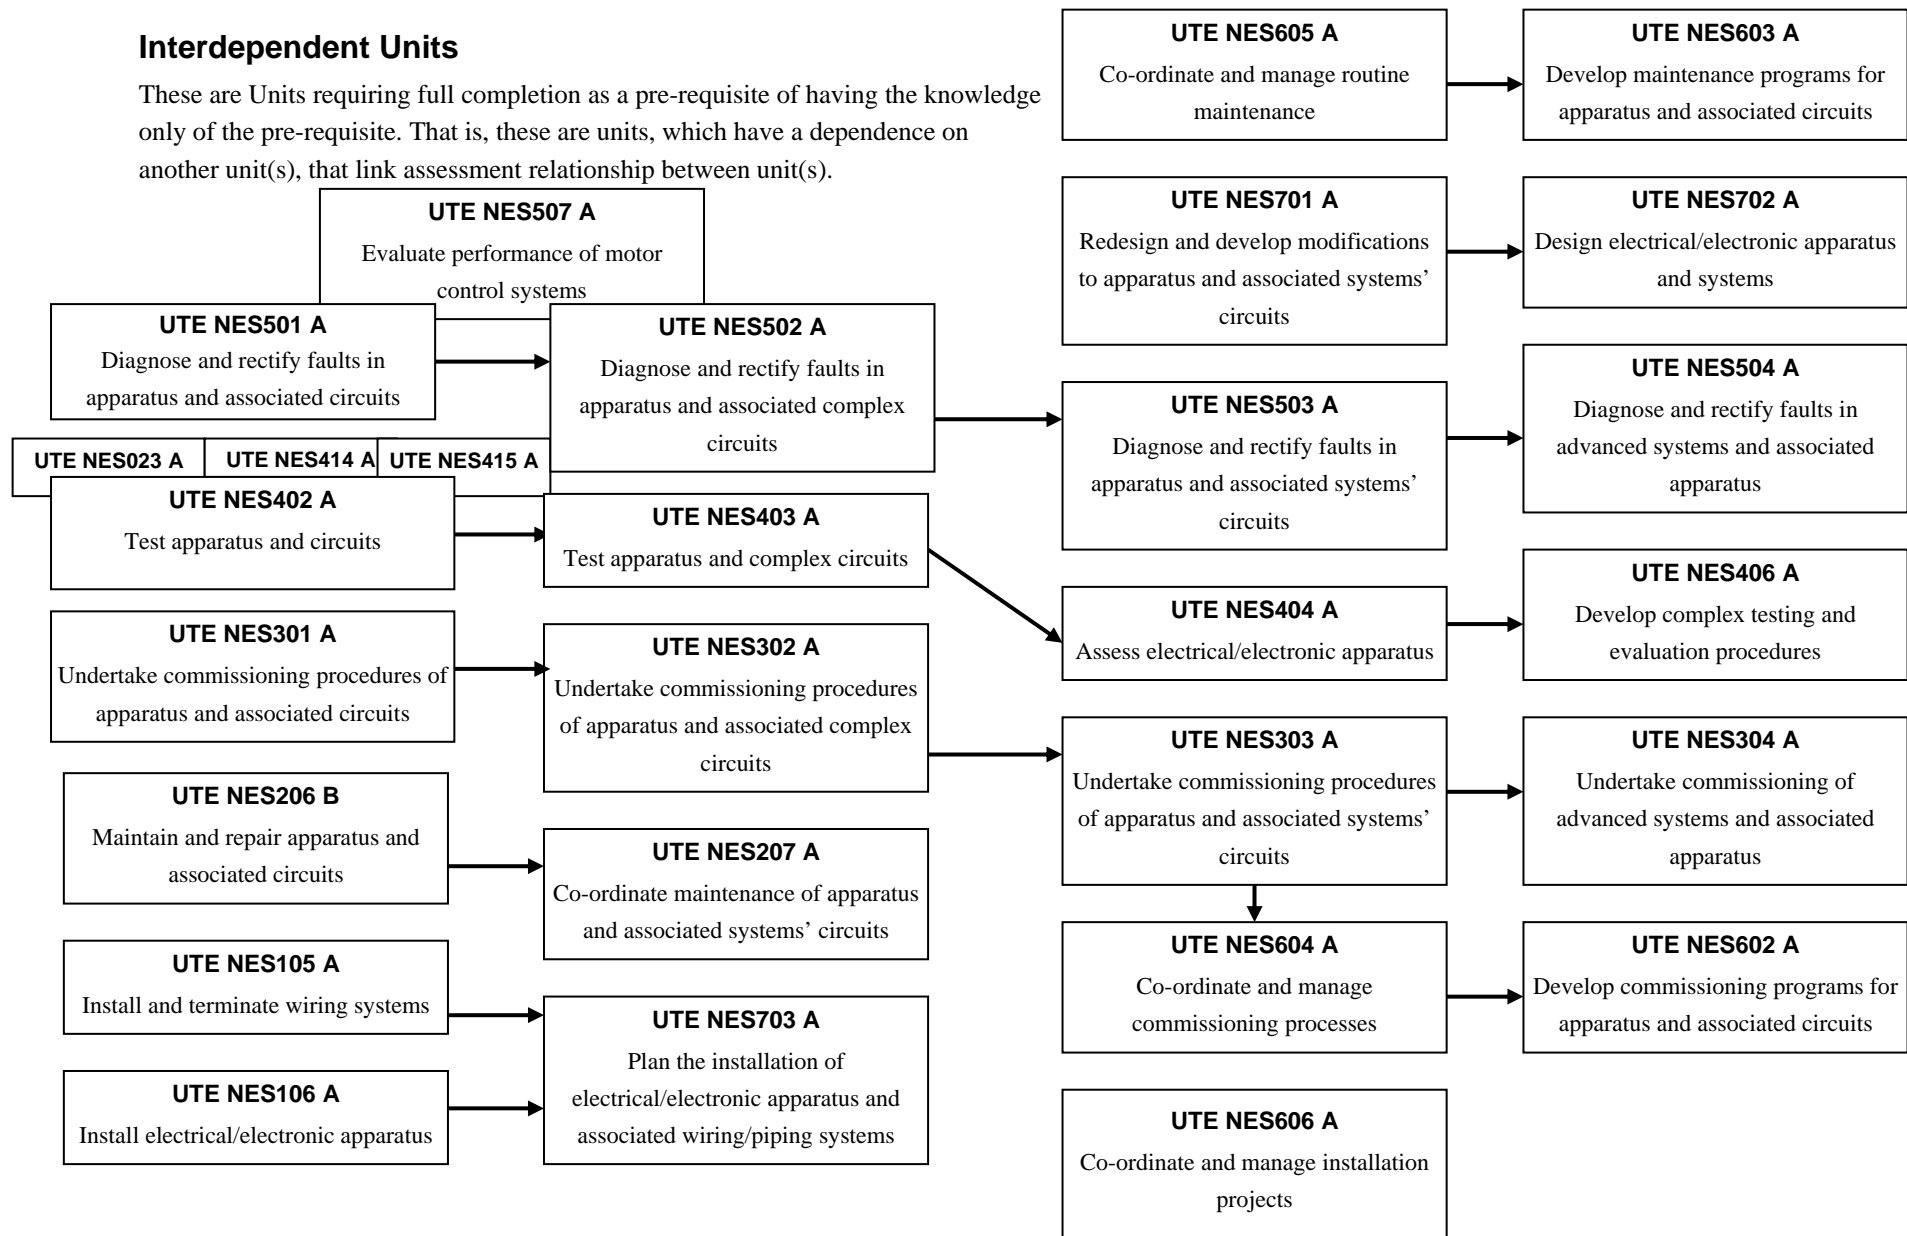 Interdependent Units
These are Units requiring full completion as a pre-requisite of having the knowledge
only of the pre-requisite. That is, these are units, which have a dependence on
another unit(s), that link assessment relationship between unit(s).
UTE NES507 A
Evaluate performance of motor
control systems
UTE NES501 A
Diagnose and rectify faults in
apparatus and associated circuits
UTE NES502 A
Diagnose and rectify faults in
apparatus and associated complex
circuits
UTE NES023 A
UTE NES414 A
UTE NES415 A
UTE NES402 A
Test apparatus and circuits
UTE NES403 A
Test apparatus and complex circuits
UTE NES301 A
Undertake commissioning procedures of
apparatus and associated circuits
UTE NES302 A
Undertake commissioning procedures
of apparatus and associated complex
circuits
UTE NES206 B
Maintain and repair apparatus and
associated circuits
UTE NES207 A
Co-ordinate maintenance of apparatus
and associated systems’ circuits
UTE NES105 A
Install and terminate wiring systems
UTE NES106 A
Install electrical/electronic apparatus
UTE NES703 A
Plan the installation of
electrical/electronic apparatus and
associated wiring/piping systems
UTE NES605 A
Co-ordinate and manage routine
maintenance
UTE NES603 A
Develop maintenance programs for
apparatus and associated circuits
UTE NES701 A
Redesign and develop modifications
to apparatus and associated systems’
circuits
UTE NES702 A
Design electrical/electronic apparatus
and systems
UTE NES503 A
Diagnose and rectify faults in
apparatus and associated systems’
circuits
UTE NES504 A
Diagnose and rectify faults in
advanced systems and associated
apparatus
UTE NES404 A
Assess electrical/electronic apparatus
UTE NES406 A
Develop complex testing and
evaluation procedures
UTE NES303 A
Undertake commissioning procedures
of apparatus and associated systems’
circuits
UTE NES304 A
Undertake commissioning of
advanced systems and associated
apparatus
UTE NES604 A
Co-ordinate and manage
commissioning processes
UTE NES602 A
Develop commissioning programs for
apparatus and associated circuits
UTE NES606 A
Co-ordinate and manage installation
projects